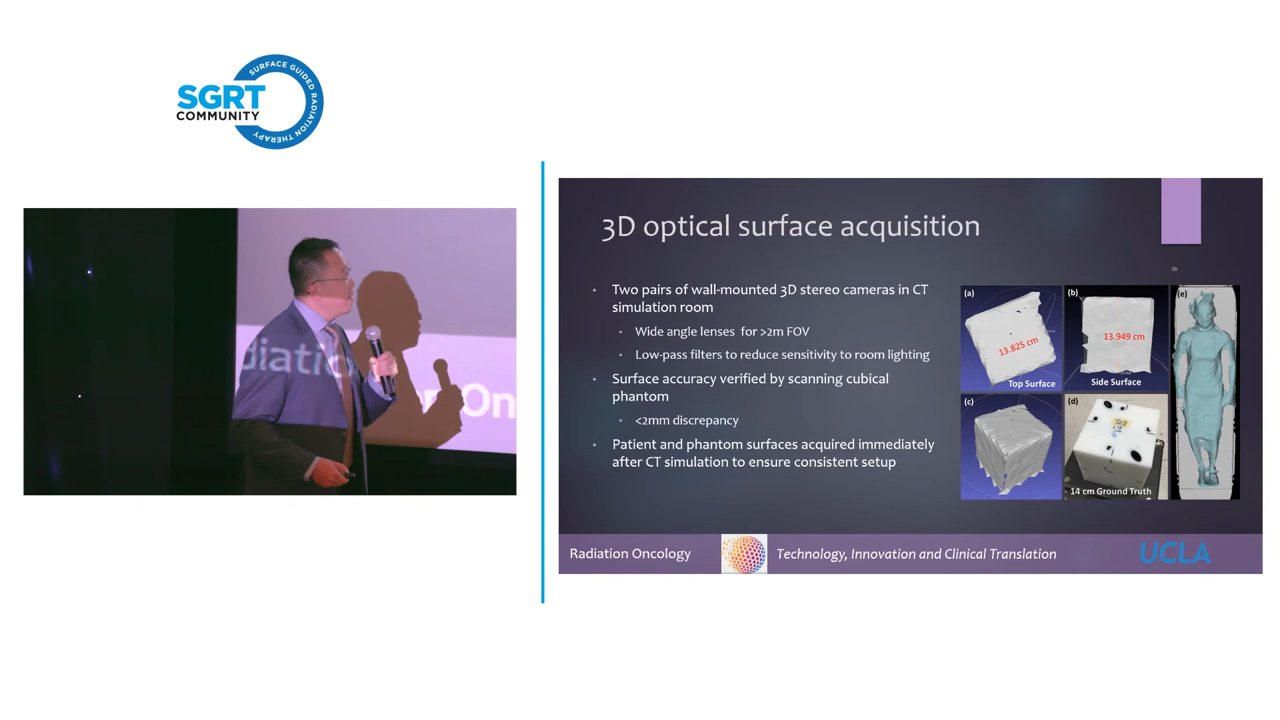 SURFACE GUIDED RADIATION THERAPY
SGRT
COMMUNITY
diatio
On
3D optical surface acquisition
8
• Two pairs of wall-mounted 3D stereo cameras in CT
simulation room
• Wide angle lenses for >2m FOV
• Low-pass filters to reduce sensitivity to room lighting
• Surface accuracy verified by scanning cubical
phantom
• <2mm discrepancy
• Patient and phantom surfaces acquired immediately
after CT simulation to ensure consistent setup
(a)
13.825 cm
Top Surface
(b)
13.949 cm
Side Surface
(e)
(c)
(d)
14 cm Ground Truth
Radiation Oncology
Technology, Innovation and Clinical Translation
UCLA